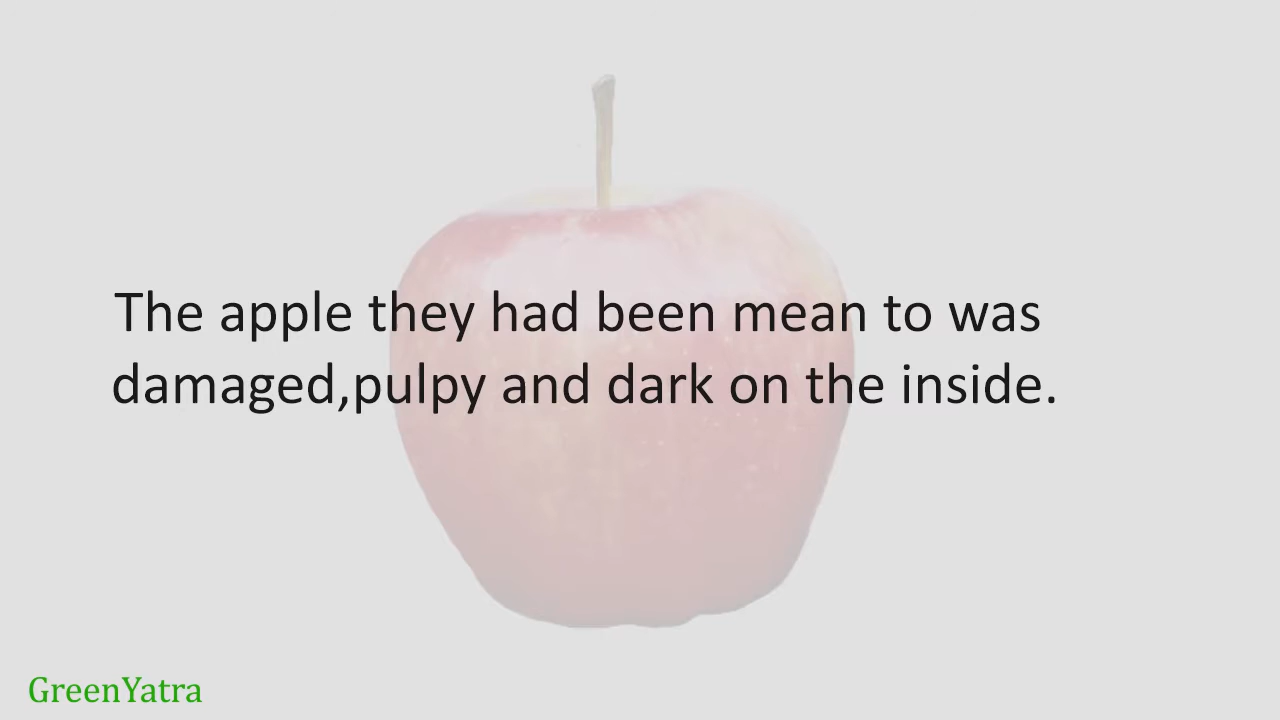 The apple they had been mean to was
damaged,pulpy and dark on the inside.
GreenYatra